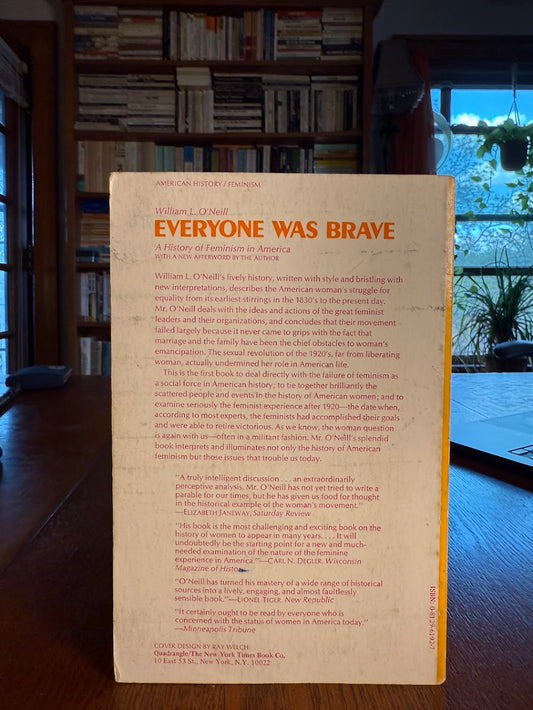 AMERICAN HISTORY / FEMINISM
William L. O'Neill
EVERYONE WAS BRAVE
A History of Feminism in America
WITH A NEW AFTERWORD BY THE AUTHOR
William L. O'Neill's lively history, written with style and bristling with
new interpretations, describes the American woman's struggle for
equality from its earliest stirrings in the 1830's to the present day.
Mr. O'Neill deals with the ideas and actions of the great feminist
leaders and their organizations, and concludes that their movement
failed largely because it never came to grips with the fact that
marriage and the family have been the chief obstacles to woman's
emancipation. The sexual revolution of the 1920's, far from liberating
woman, actually undermined her role in American life.
This is the first book to deal directly with the failure of feminism as
a social force in American history; to tie together brilliantly the
scattered people and events in the history of American women; and to
examine seriously the feminist experience after 1920—the date when,
according to most experts, the feminists had accomplished their goals
and were able to retire victorious. As we know, the woman question
is again with us—often in a militant fashion. Mr. O'Neill's splendid
book interprets and illuminates not only the history of American
feminism but those issues that trouble us today.
"A truly intelligent discussion . . . an extraordinarily
perceptive analysis. Mr. O'Neill has not yet tried to write a
parable for our times, but he has given us food for thought in
the historical example of the woman's movement."
—ELIZABETH JANEWAY, Saturday Review
"His book is the most challenging and exciting book on the
history of women to appear in many years. . . . It will
undoubtedly be the starting point for a new and much-
needed examination of the nature of the feminine
experience in America."—CARL N. DEGLER, Wisconsin
Magazine of History
"O'Neill has turned his mastery of a wide range of historical
sources into a lively, engaging, and almost faultlessly
sensible book."—LIONEL TIGER, New Republic
"It certainly ought to be read by everyone who is
concerned with the status of women in America today."
—Minneapolis Tribune
COVER DESIGN BY RAY WELCH
Quadrangle/The New York Times Book Co.
10 East 53 St., New York, N.Y. 10022
ISBN: 0-8129-6192-7